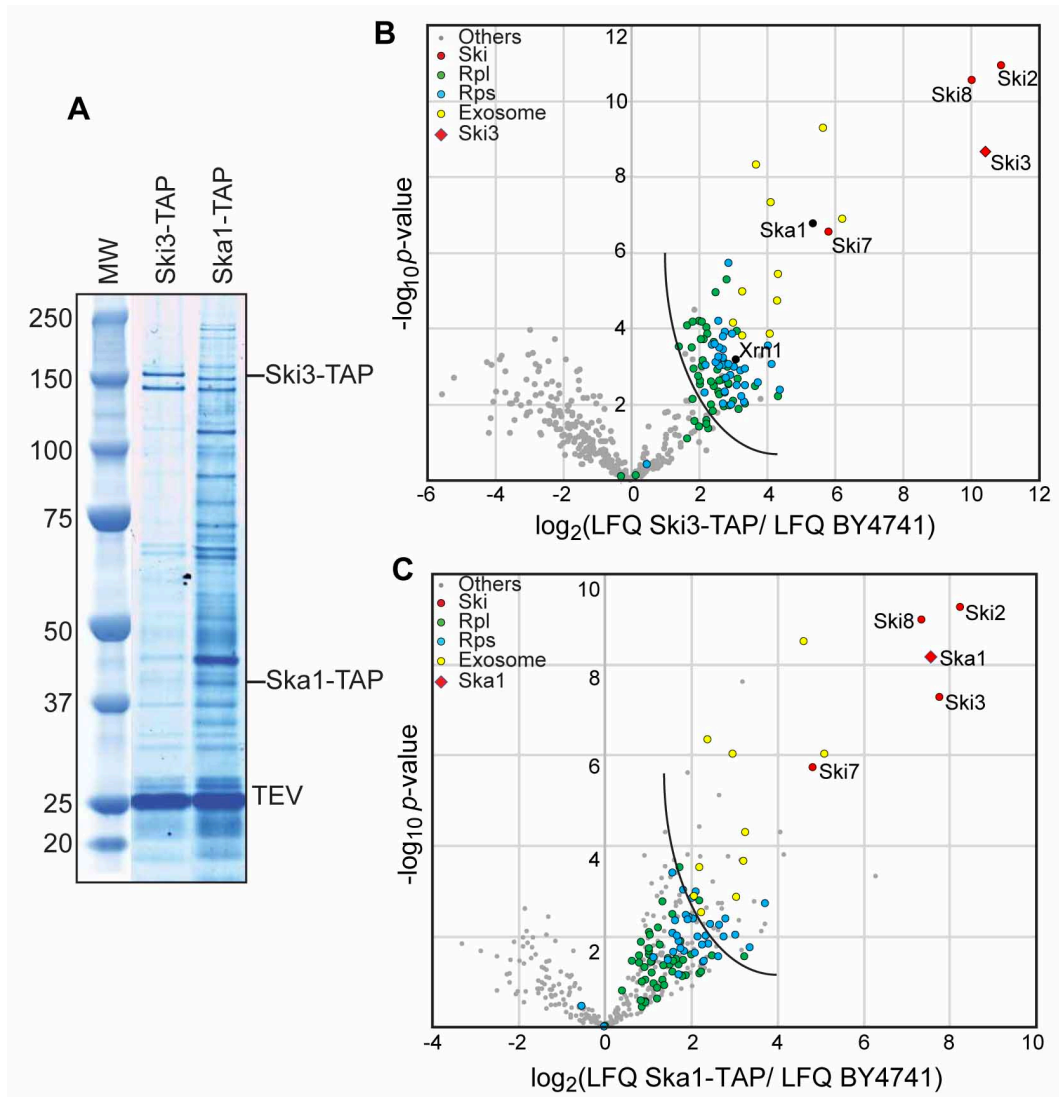 A
MW
Ski3-TAP
Ska1-TAP
250
150
100
75
50
37
25
20
Ski3-TAP
Ska1-TAP
TEV
B
Others
Ski
Rpl
Rps
Exosome
Ski3
12
10
8
6
4
2
-log10 p-value
Ski2
Ski8
Ski3
Ska1
Ski7
Xrn1
-6 -4 -2 0 2 4 6 8 10 12
log2(LFQ Ski3-TAP/ LFQ BY4741)
C
Others
Ski
Rpl
Rps
Exosome
Ska1
10
8
6
4
2
-log10 p-value
Ski8
Ski2
Ska1
Ski3
Ski7
-4 -2 0 2 4 6 8 10
log2(LFQ Ska1-TAP/ LFQ BY4741)